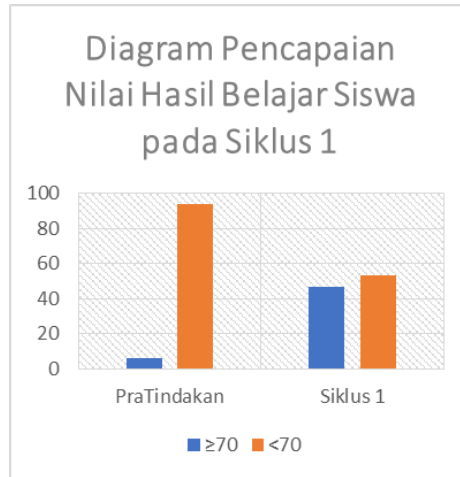 Diagram Pencapaian
Nilai Hasil Belajar Siswa
pada Siklus 1
100
80
60
40
20
0
PraTindakan Siklus 1
≥70 <70